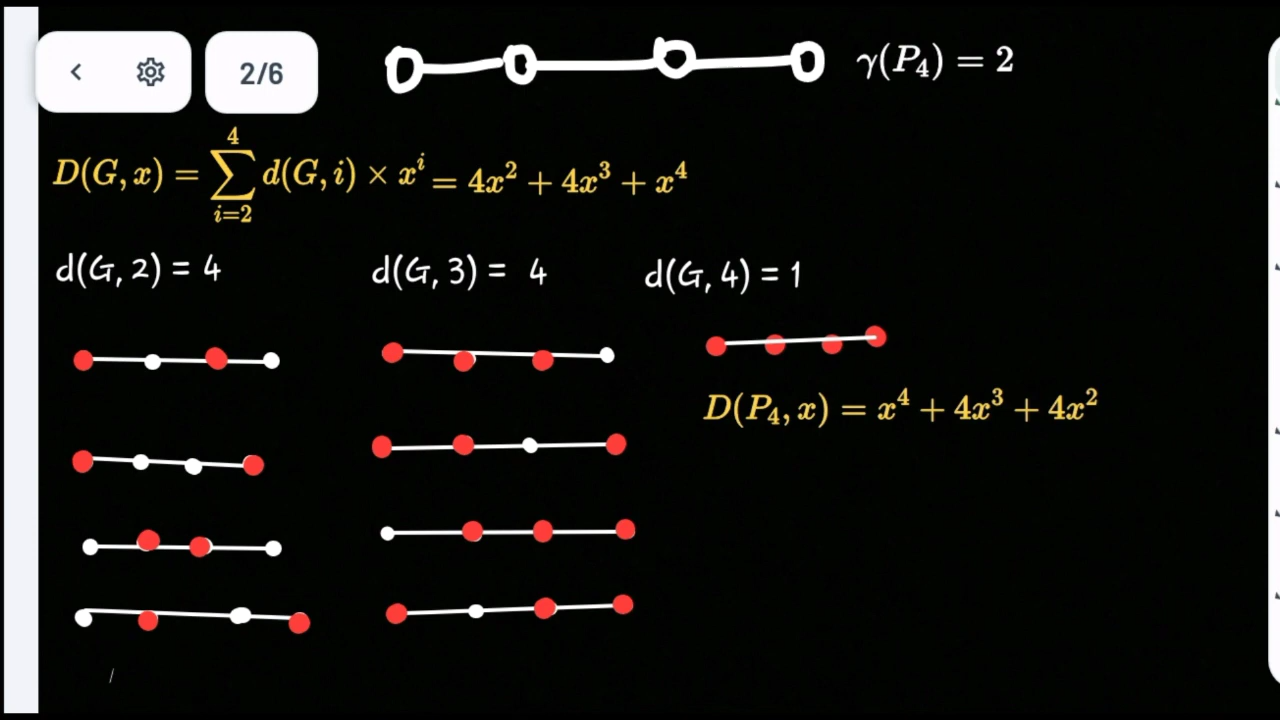 2/6
γ(P₄) = 2
D(G, x) = ∑_{i=2}^{4} d(G, i) × xⁱ = 4x² + 4x³ + x⁴
d(G, 2) = 4 d(G, 3) = 4 d(G, 4) = 1
D(P₄, x) = x⁴ + 4x³ + 4x²